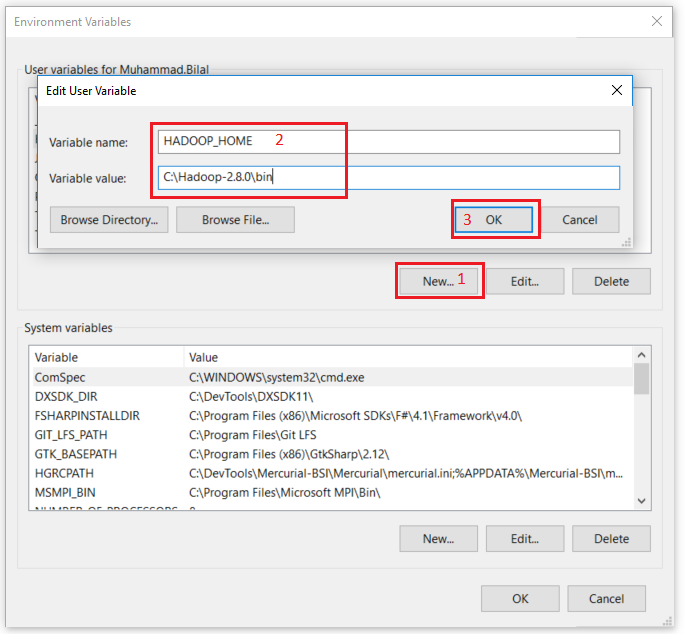 Environment Variables
User variables for Muhammad.Bilal
Edit User Variable
Variable name: HADOOP_HOME 2
Variable value: C:\Hadoop-2.8.0\bin
Browse Directory... Browse File... 3 OK Cancel
New... 1 Edit... Delete
System variables
Variable Value
ComSpec C:\WINDOWS\system32\cmd.exe
DXSDK_DIR C:\DevTools\DXSDK11\
FSHARPINSTALLDIR C:\Program Files (x86)\Microsoft SDKs\F#\4.1\Framework\v4.0\
GIT_LFS_PATH C:\Program Files\Git LFS
GTK_BASEPATH C:\Program Files (x86)\GtkSharp\2.12\
HGRCPATH C:\DevTools\Mercurial-BSI\Mercurial\mercurial.ini;%APPDATA%\Mercurial-BSI\m...
MSMPI_BIN C:\Program Files\Microsoft MPI\Bin\
NUMBER_OF_PROCESSORS
New... Edit... Delete
OK Cancel